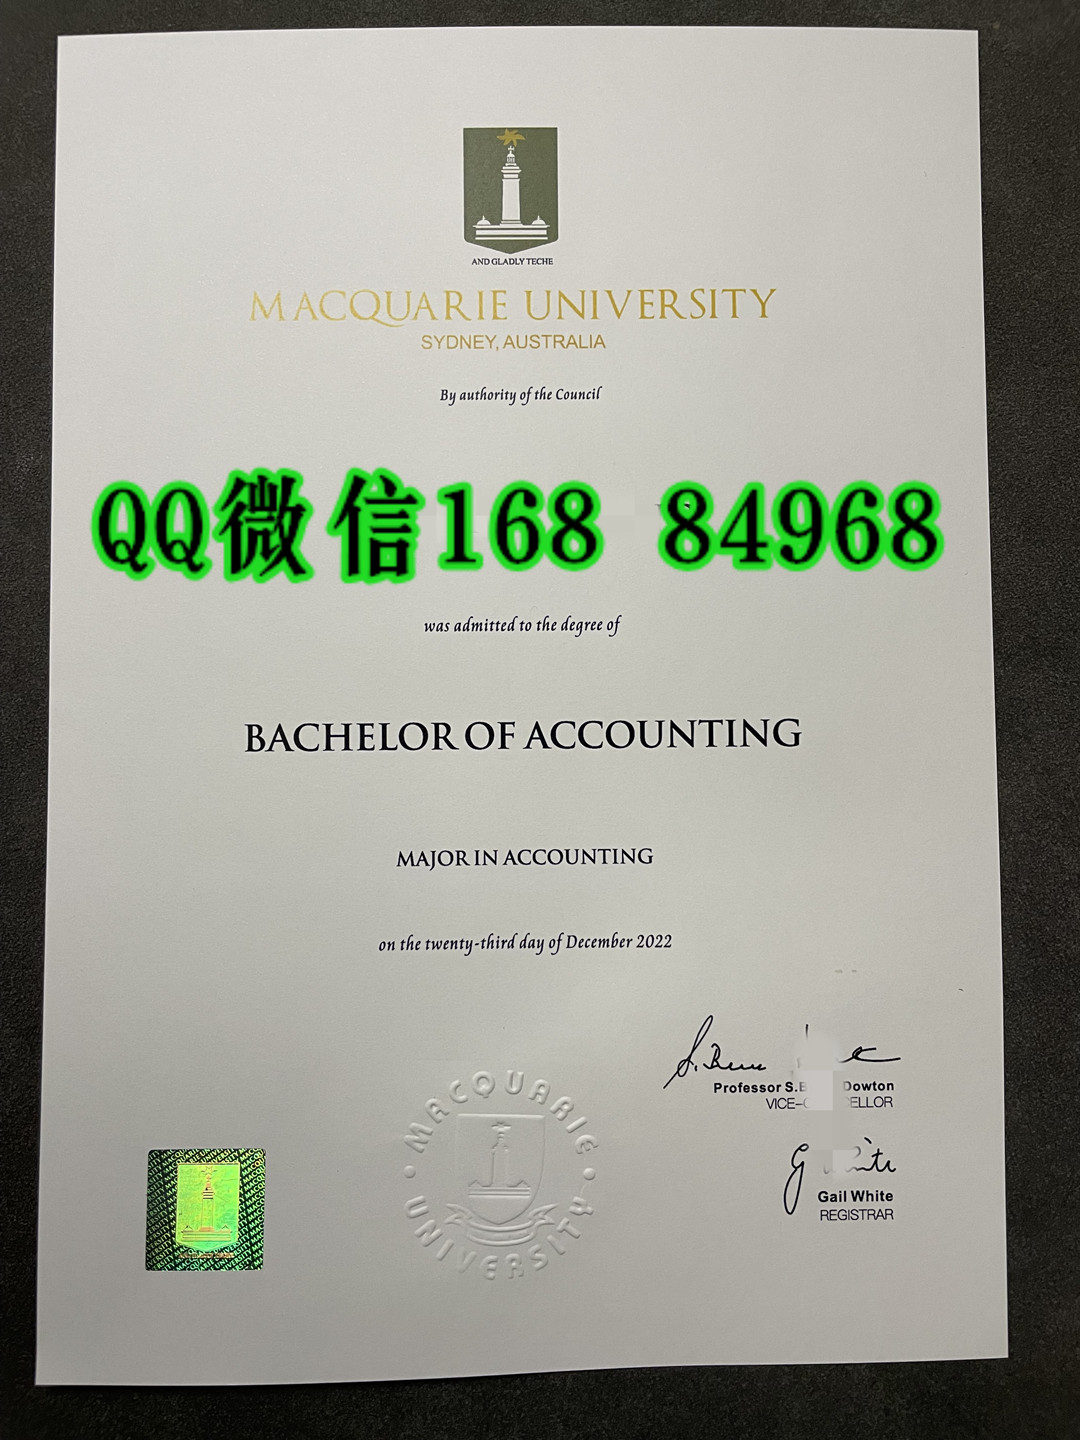 AND GLADLY TECHE
MACQUARIE UNIVERSITY
SYDNEY, AUSTRALIA
By authority of the Council
QQ微信168 84968
was admitted to the degree of
BACHELOR OF ACCOUNTING
MAJOR IN ACCOUNTING
on the twenty-third day of December 2022
Professor S.B Dowton
VICE-C ELLOR
Gail White
REGISTRAR
MACQUARIE UNIVERSITY